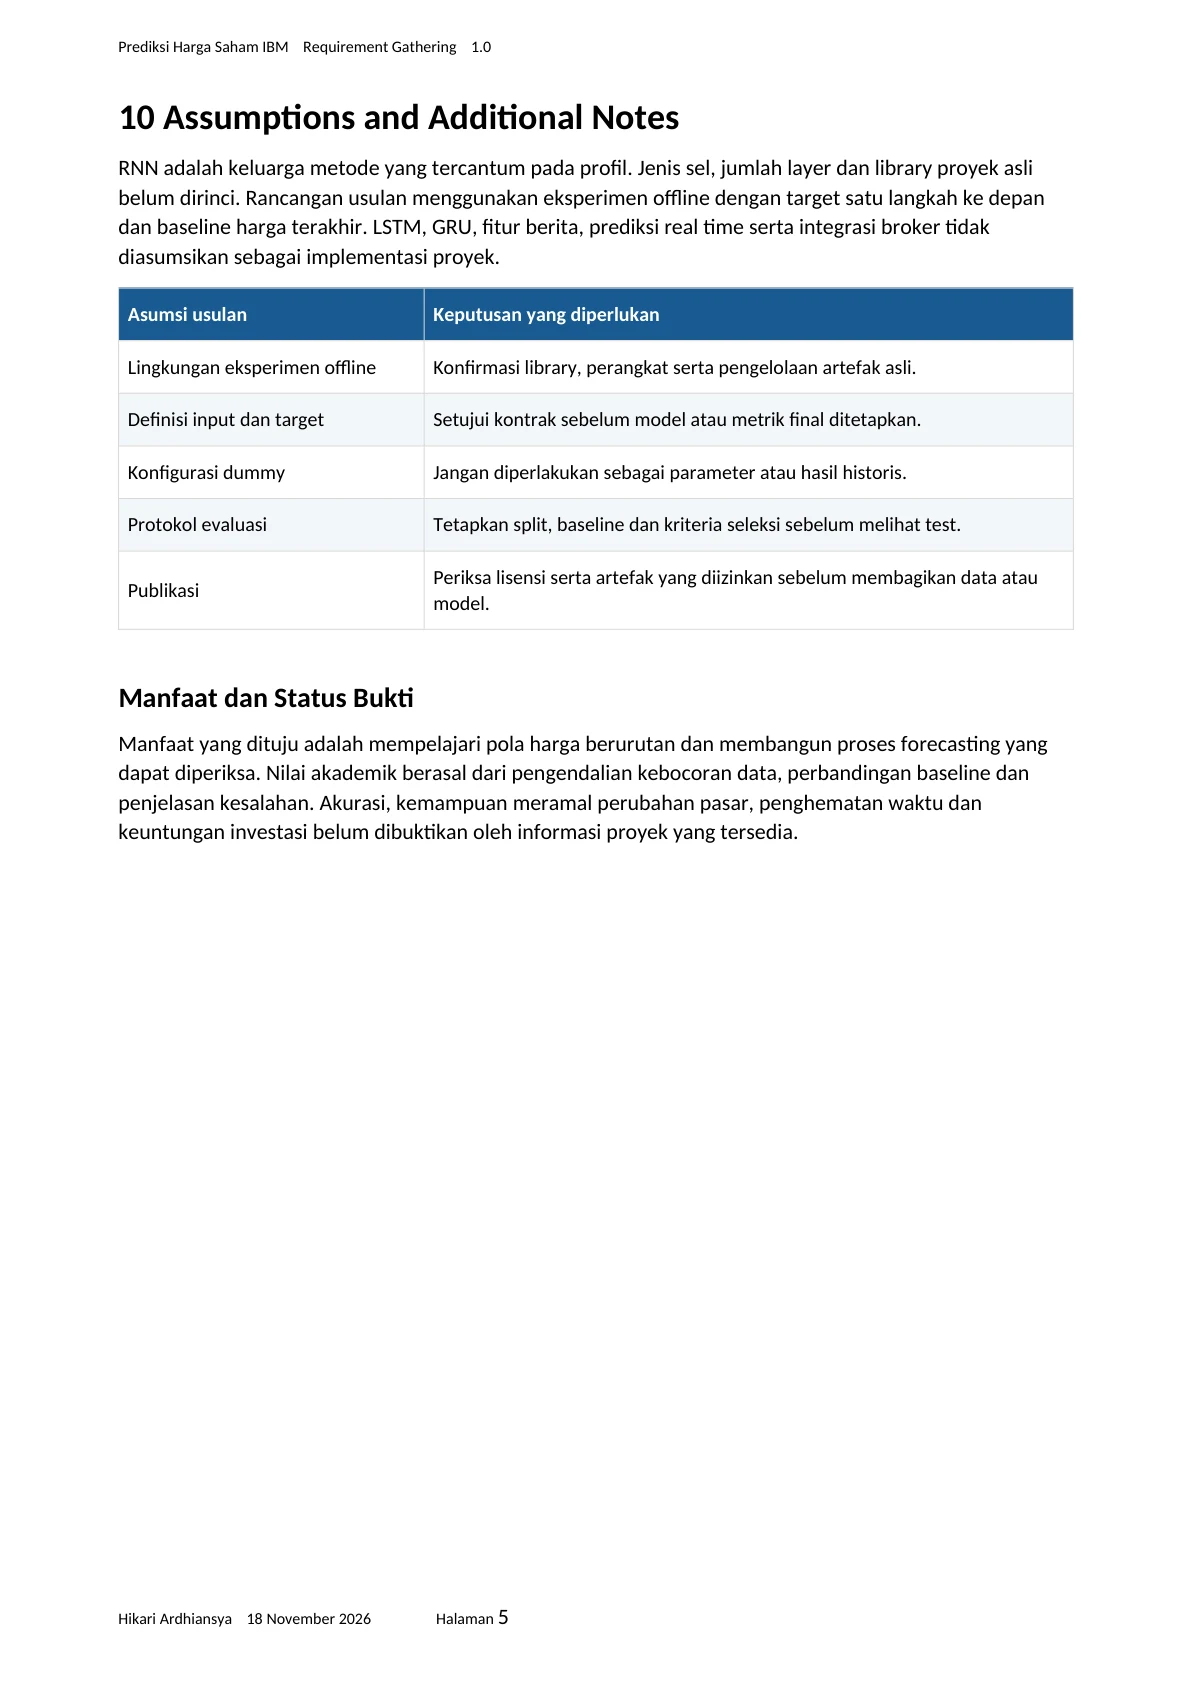 Prediksi Harga Saham IBM Requirement Gathering 1.0
10 Assumptions and Additional Notes
RNN adalah keluarga metode yang tercantum pada profil. Jenis sel, jumlah layer dan library proyek asli
belum dirinci. Rancangan usulan menggunakan eksperimen offline dengan target satu langkah ke depan
dan baseline harga terakhir. LSTM, GRU, fitur berita, prediksi real time serta integrasi broker tidak
diasumsikan sebagai implementasi proyek.
Asumsi usulan Keputusan yang diperlukan
Lingkungan eksperimen offline Konfirmasi library, perangkat serta pengelolaan artefak asli.
Definisi input dan target Setujui kontrak sebelum model atau metrik final ditetapkan.
Konfigurasi dummy Jangan diperlakukan sebagai parameter atau hasil historis.
Protokol evaluasi Tetapkan split, baseline dan kriteria seleksi sebelum melihat test.
Publikasi Periksa lisensi serta artefak yang diizinkan sebelum membagikan data atau
model.
Manfaat dan Status Bukti
Manfaat yang dituju adalah mempelajari pola harga berurutan dan membangun proses forecasting yang
dapat diperiksa. Nilai akademik berasal dari pengendalian kebocoran data, perbandingan baseline dan
penjelasan kesalahan. Akurasi, kemampuan meramal perubahan pasar, penghematan waktu dan
keuntungan investasi belum dibuktikan oleh informasi proyek yang tersedia.
Hikari Ardhiansya 18 November 2026 Halaman 5